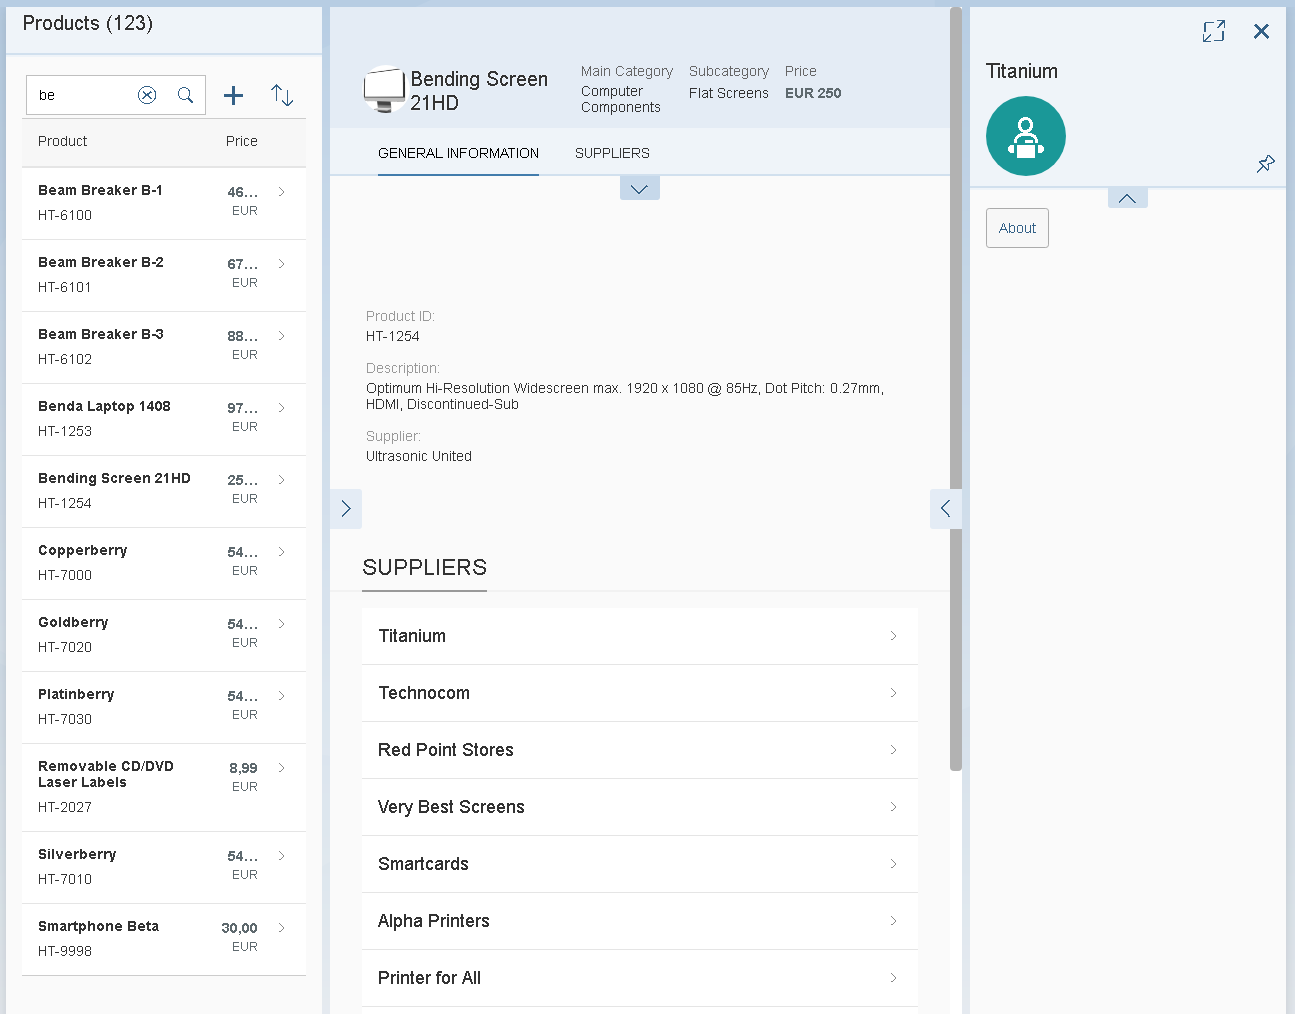 Products (123)
be
Product Price
Beam Breaker B-1 46...
HT-6100 EUR
Beam Breaker B-2 67...
HT-6101 EUR
Beam Breaker B-3 88...
HT-6102 EUR
Benda Laptop 1408 97...
HT-1253 EUR
Bending Screen 21HD 25...
HT-1254 EUR
Copperberry 54...
HT-7000 EUR
Goldberry 54...
HT-7020 EUR
Platinberry 54...
HT-7030 EUR
Removable CD/DVD 8,99
Laser Labels EUR
HT-2027
Silverberry 54...
HT-7010 EUR
Smartphone Beta 30,00
HT-9998 EUR
Bending Screen
21HD
Main Category
Computer
Components
Subcategory
Flat Screens
Price
EUR 250
GENERAL INFORMATION SUPPLIERS
Product ID:
HT-1254
Description:
Optimum Hi-Resolution Widescreen max. 1920 x 1080 @ 85Hz, Dot Pitch: 0.27mm,
HDMI, Discontinued-Sub
Supplier:
Ultrasonic United
SUPPLIERS
Titanium
Technocom
Red Point Stores
Very Best Screens
Smartcards
Alpha Printers
Printer for All
Titanium
About